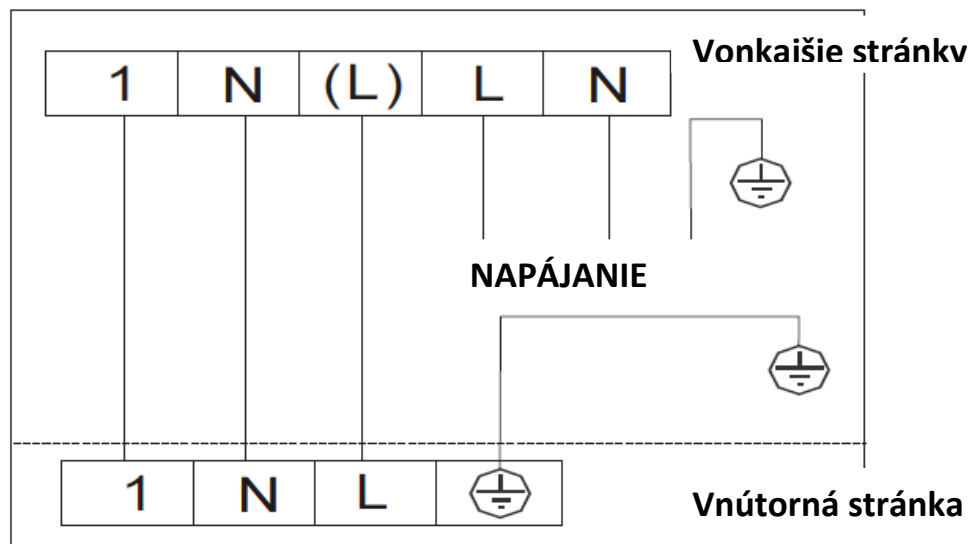 Vonkajšie stránky
1 N (L) L N
NAPÁJANIE
1 N L
Vnútorná stránka